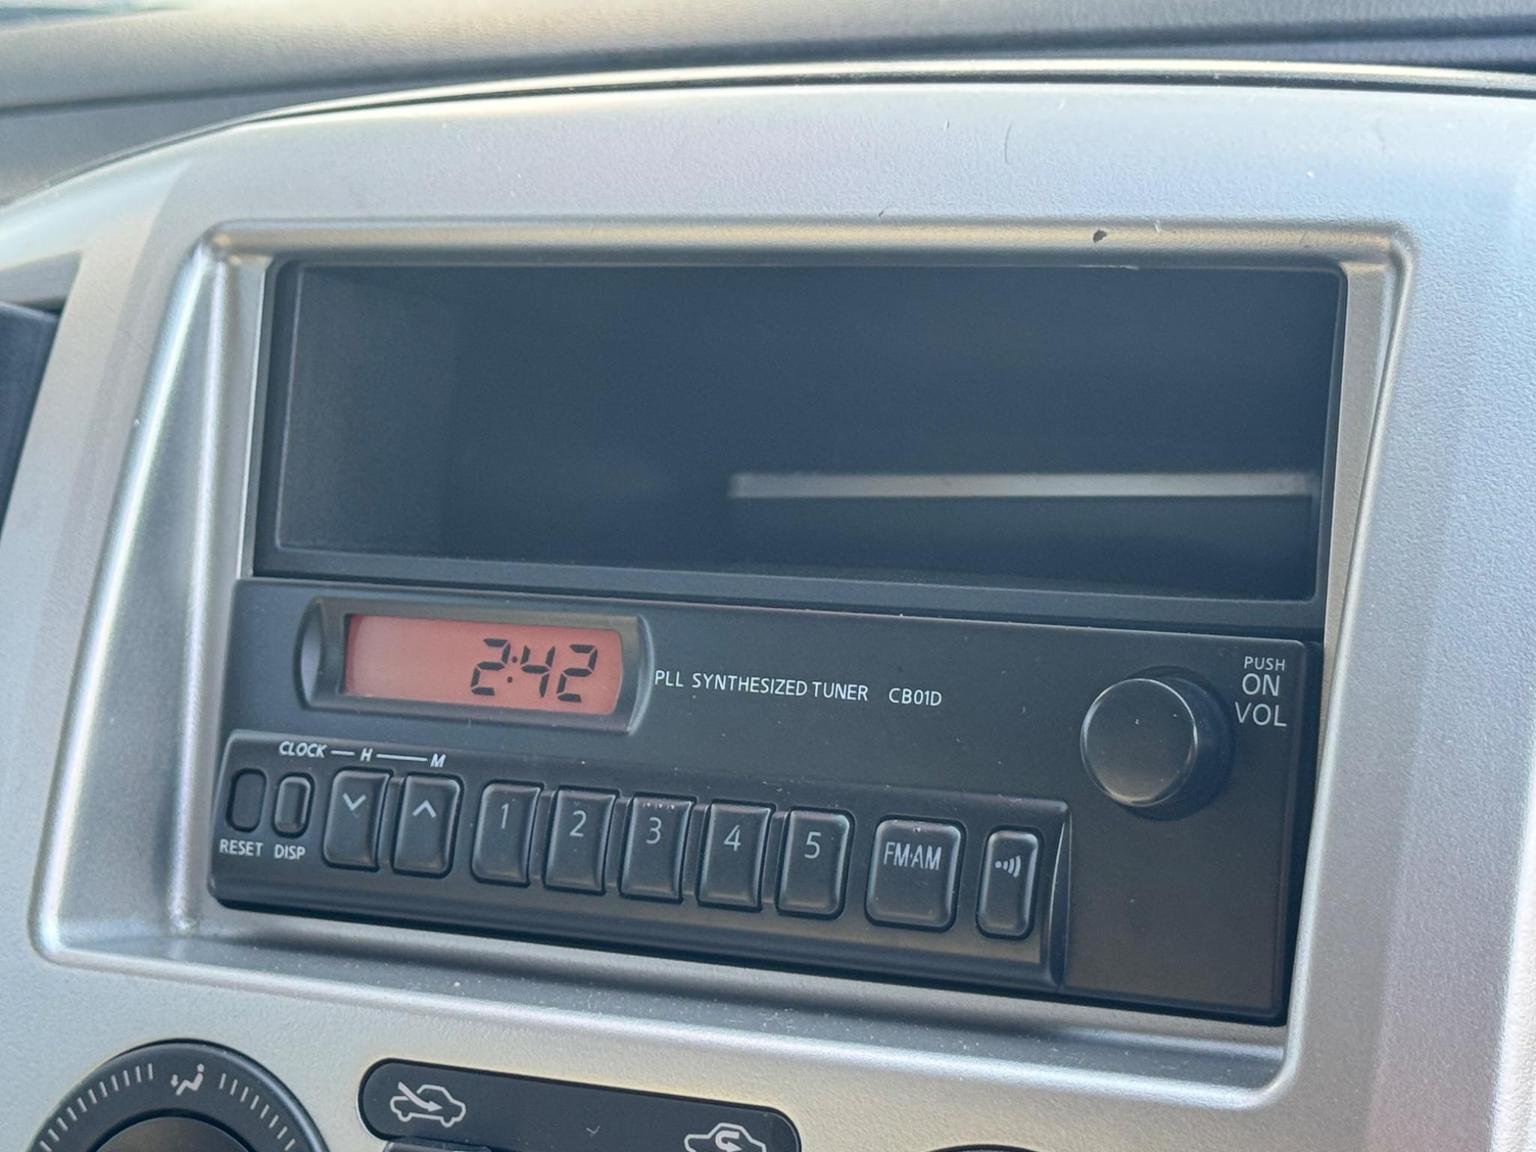 2:42
PLL SYNTHESIZED TUNER CB01D
PUSH
ON
VOL
CLOCK H M
1 2 3 4 5 FM·AM
RESET DISP